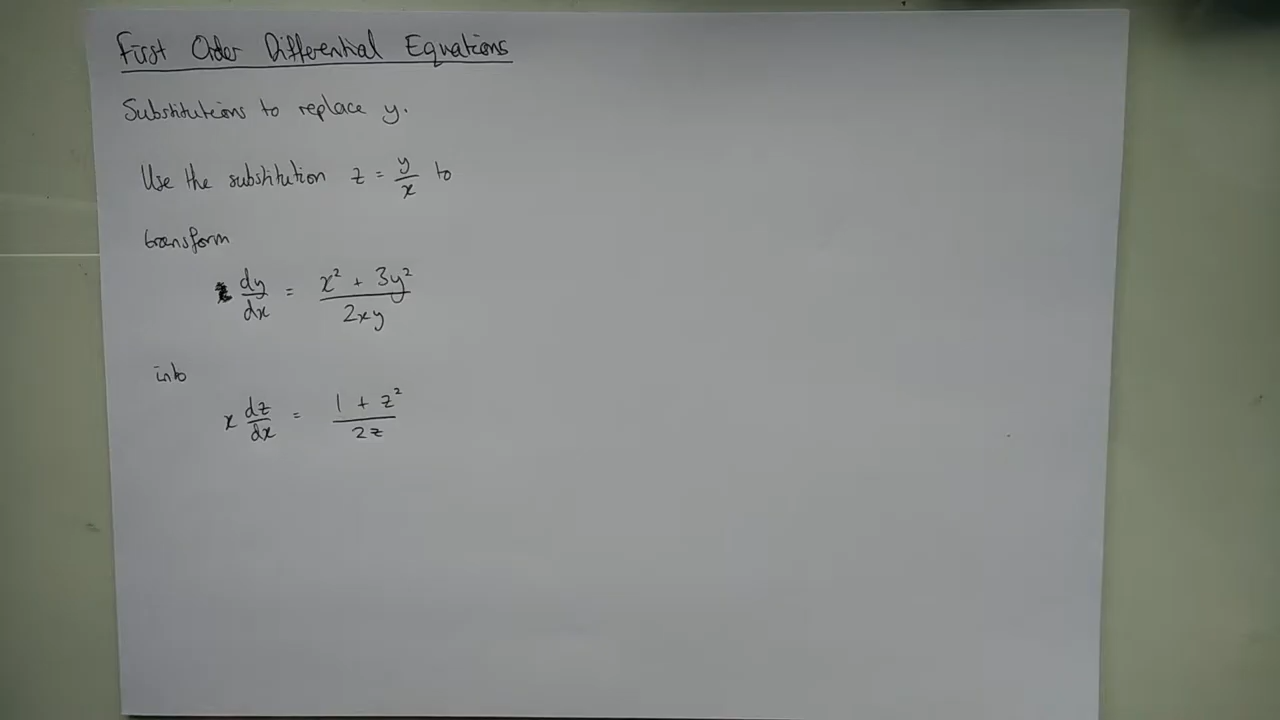 First Order Differential Equations
Substitutions to replace y.
Use the substitution z = y/x to
transform
dy/dx = (x² + 3y²)/(2xy)
into
x dz/dx = (1 + z²)/(2z)